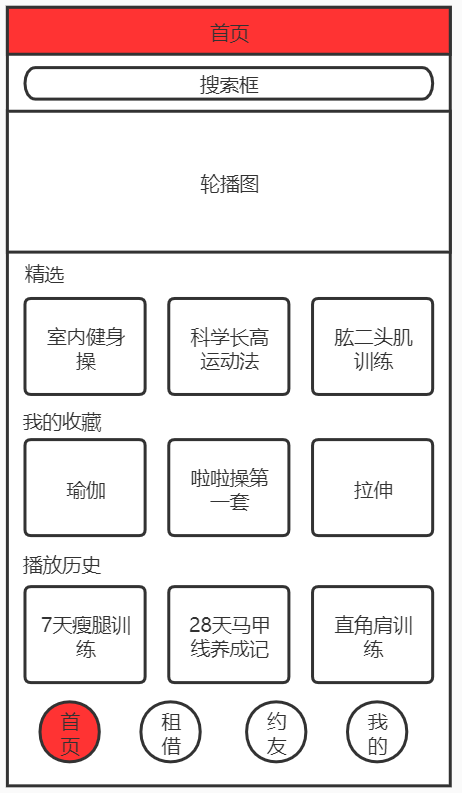 首页
搜索框
轮播图
精选
室内健身
操
科学长高
运动法
肱二头肌
训练
我的收藏
瑜伽
啦啦操第
一套
拉伸
播放历史
7天瘦腿训
练
28天马甲
线养成记
直角肩训
练
首
页
租
借
约
友
我
的